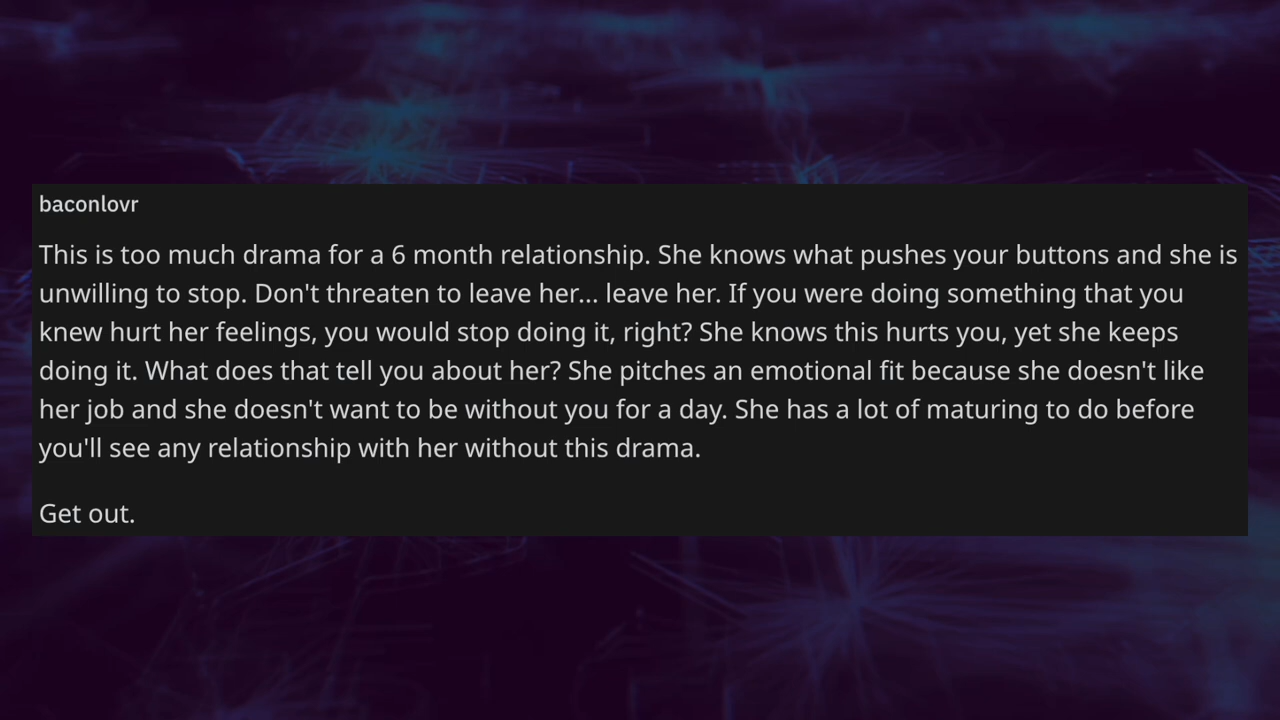 baconlovr
This is too much drama for a 6 month relationship. She knows what pushes your buttons and she is
unwilling to stop. Don't threaten to leave her... leave her. If you were doing something that you
knew hurt her feelings, you would stop doing it, right? She knows this hurts you, yet she keeps
doing it. What does that tell you about her? She pitches an emotional fit because she doesn't like
her job and she doesn't want to be without you for a day. She has a lot of maturing to do before
you'll see any relationship with her without this drama.
Get out.